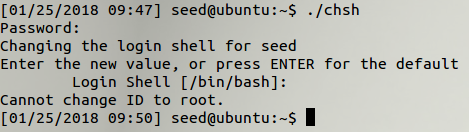 [01/25/2018 09:47] seed@ubuntu:~$ ./chsh
Password:
Changing the login shell for seed
Enter the new value, or press ENTER for the default
        Login Shell [/bin/bash]:
Cannot change ID to root.
[01/25/2018 09:50] seed@ubuntu:~$